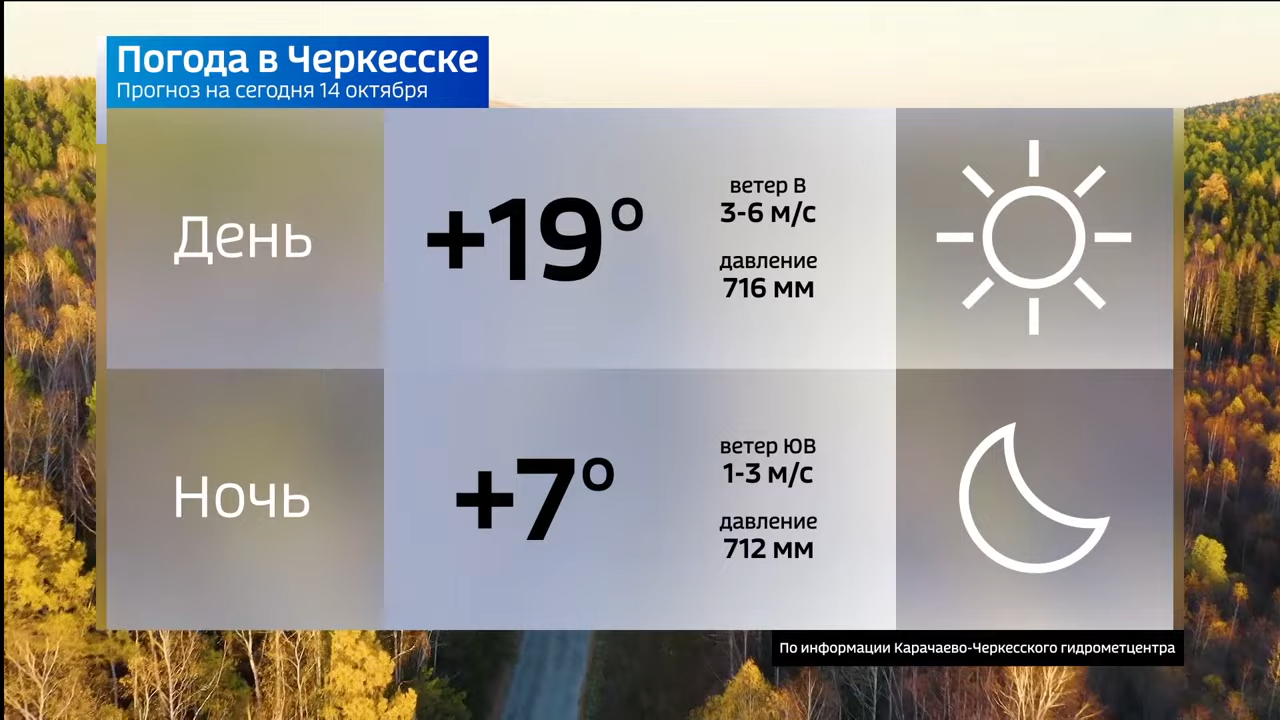 Погода в Черкесске
Прогноз на сегодня 14 октября
День
+19°
ветер В
3-6 м/с
давление
716 мм
Ночь
+7°
ветер ЮВ
1-3 м/с
давление
712 мм
По информации Карачаево-Черкесского гидрометцентра